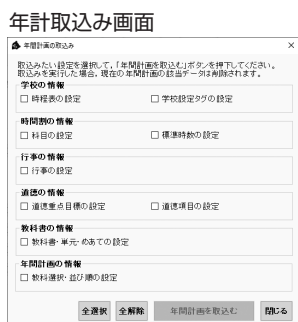 年計取込み画面
年間計画の取込み
取込みたい設定を選択して、「年間計画を取込む」ボタンを押下してください。
取込みを実行した場合、現在の年間計画の該当データは削除されます。
学校の情報
時程表の設定
学校設定タグの設定
時間割の情報
科目の設定
標準時数の設定
行事の情報
行事の設定
道徳の情報
道徳重点目標の設定
道徳項目の設定
教科書の情報
教科書・単元・めあての設定
年間計画の情報
教科選択・並び順の設定
全選択 全解除 年間計画を取込む 閉じる